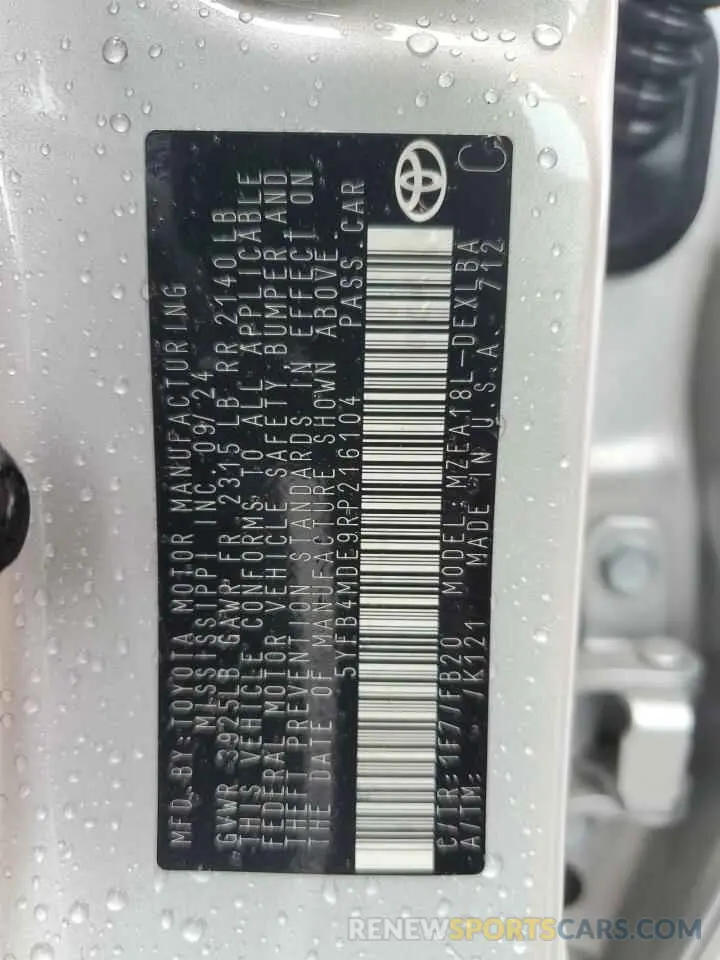 MFD.BY:TOYOTA MOTOR MANUFACTURING
MISSISSIPPI INC. 09/24
GVWR 3925LB GAWR FR 2315 LB RR 2140LB
THIS VEHICLE CONFORMS TO ALL APPLICABLE
FEDERAL MOTOR VEHICLE SAFETY, BUMPER AND
THEFT PREVENTION STANDARDS IN EFFECT ON
THE DATE OF MANUFACTURE SHOWN ABOVE.
5YFB4MDE9RP216104 PASS.CAR
C/TR:1F7/FB20 MODEL:MZEA18L-DEXLBA
A/TM: /K121 MADE IN U.S.A. 712
C
RENEWSPORTSCARS.COM